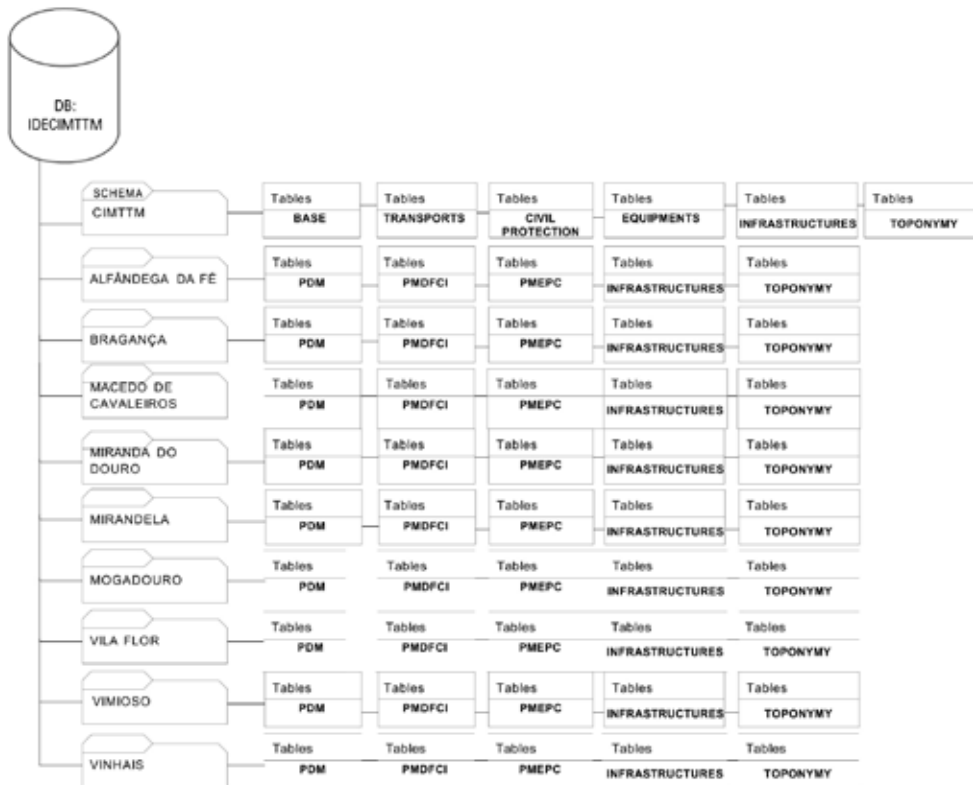 DB:
IDECIMTTM
SCHEMA
CIMTTM
Tables
BASE
Tables
TRANSPORTS
Tables
CIVIL
PROTECTION
Tables
EQUIPMENTS
Tables
INFRASTRUCTURES
Tables
TOPONYMY
ALFÂNDEGA DA FÉ
Tables
PDM
Tables
PMDFCI
Tables
PMEPC
Tables
INFRASTRUCTURES
Tables
TOPONYMY
BRAGANÇA
Tables
PDM
Tables
PMDFCI
Tables
PMEPC
Tables
INFRASTRUCTURES
Tables
TOPONYMY
MACEDO DE
CAVALEIROS
Tables
PDM
Tables
PMDFCI
Tables
PMEPC
Tables
INFRASTRUCTURES
Tables
TOPONYMY
MIRANDA DO
DOURO
Tables
PDM
Tables
PMDFCI
Tables
PMEPC
Tables
INFRASTRUCTURES
Tables
TOPONYMY
MIRANDELA
Tables
PDM
Tables
PMDFCI
Tables
PMEPC
Tables
INFRASTRUCTURES
Tables
TOPONYMY
MOGADOURO
Tables
PDM
Tables
PMDFCI
Tables
PMEPC
Tables
INFRASTRUCTURES
Tables
TOPONYMY
VILA FLOR
Tables
PDM
Tables
PMDFCI
Tables
PMEPC
Tables
INFRASTRUCTURES
Tables
TOPONYMY
VIMIOSO
Tables
PDM
Tables
PMDFCI
Tables
PMEPC
Tables
INFRASTRUCTURES
Tables
TOPONYMY
VINHAIS
Tables
PDM
Tables
PMDFCI
Tables
PMEPC
Tables
INFRASTRUCTURES
Tables
TOPONYMY